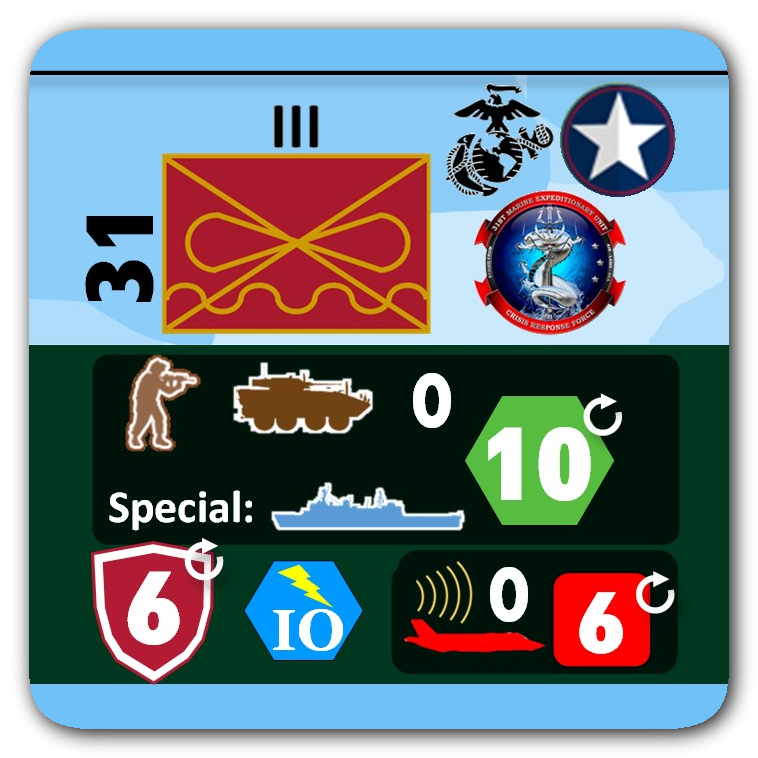 III
31
31ST MARINE EXPEDITIONARY UNIT
CRISIS RESPONSE FORCE
0
10
Special:
6
IO
0
6